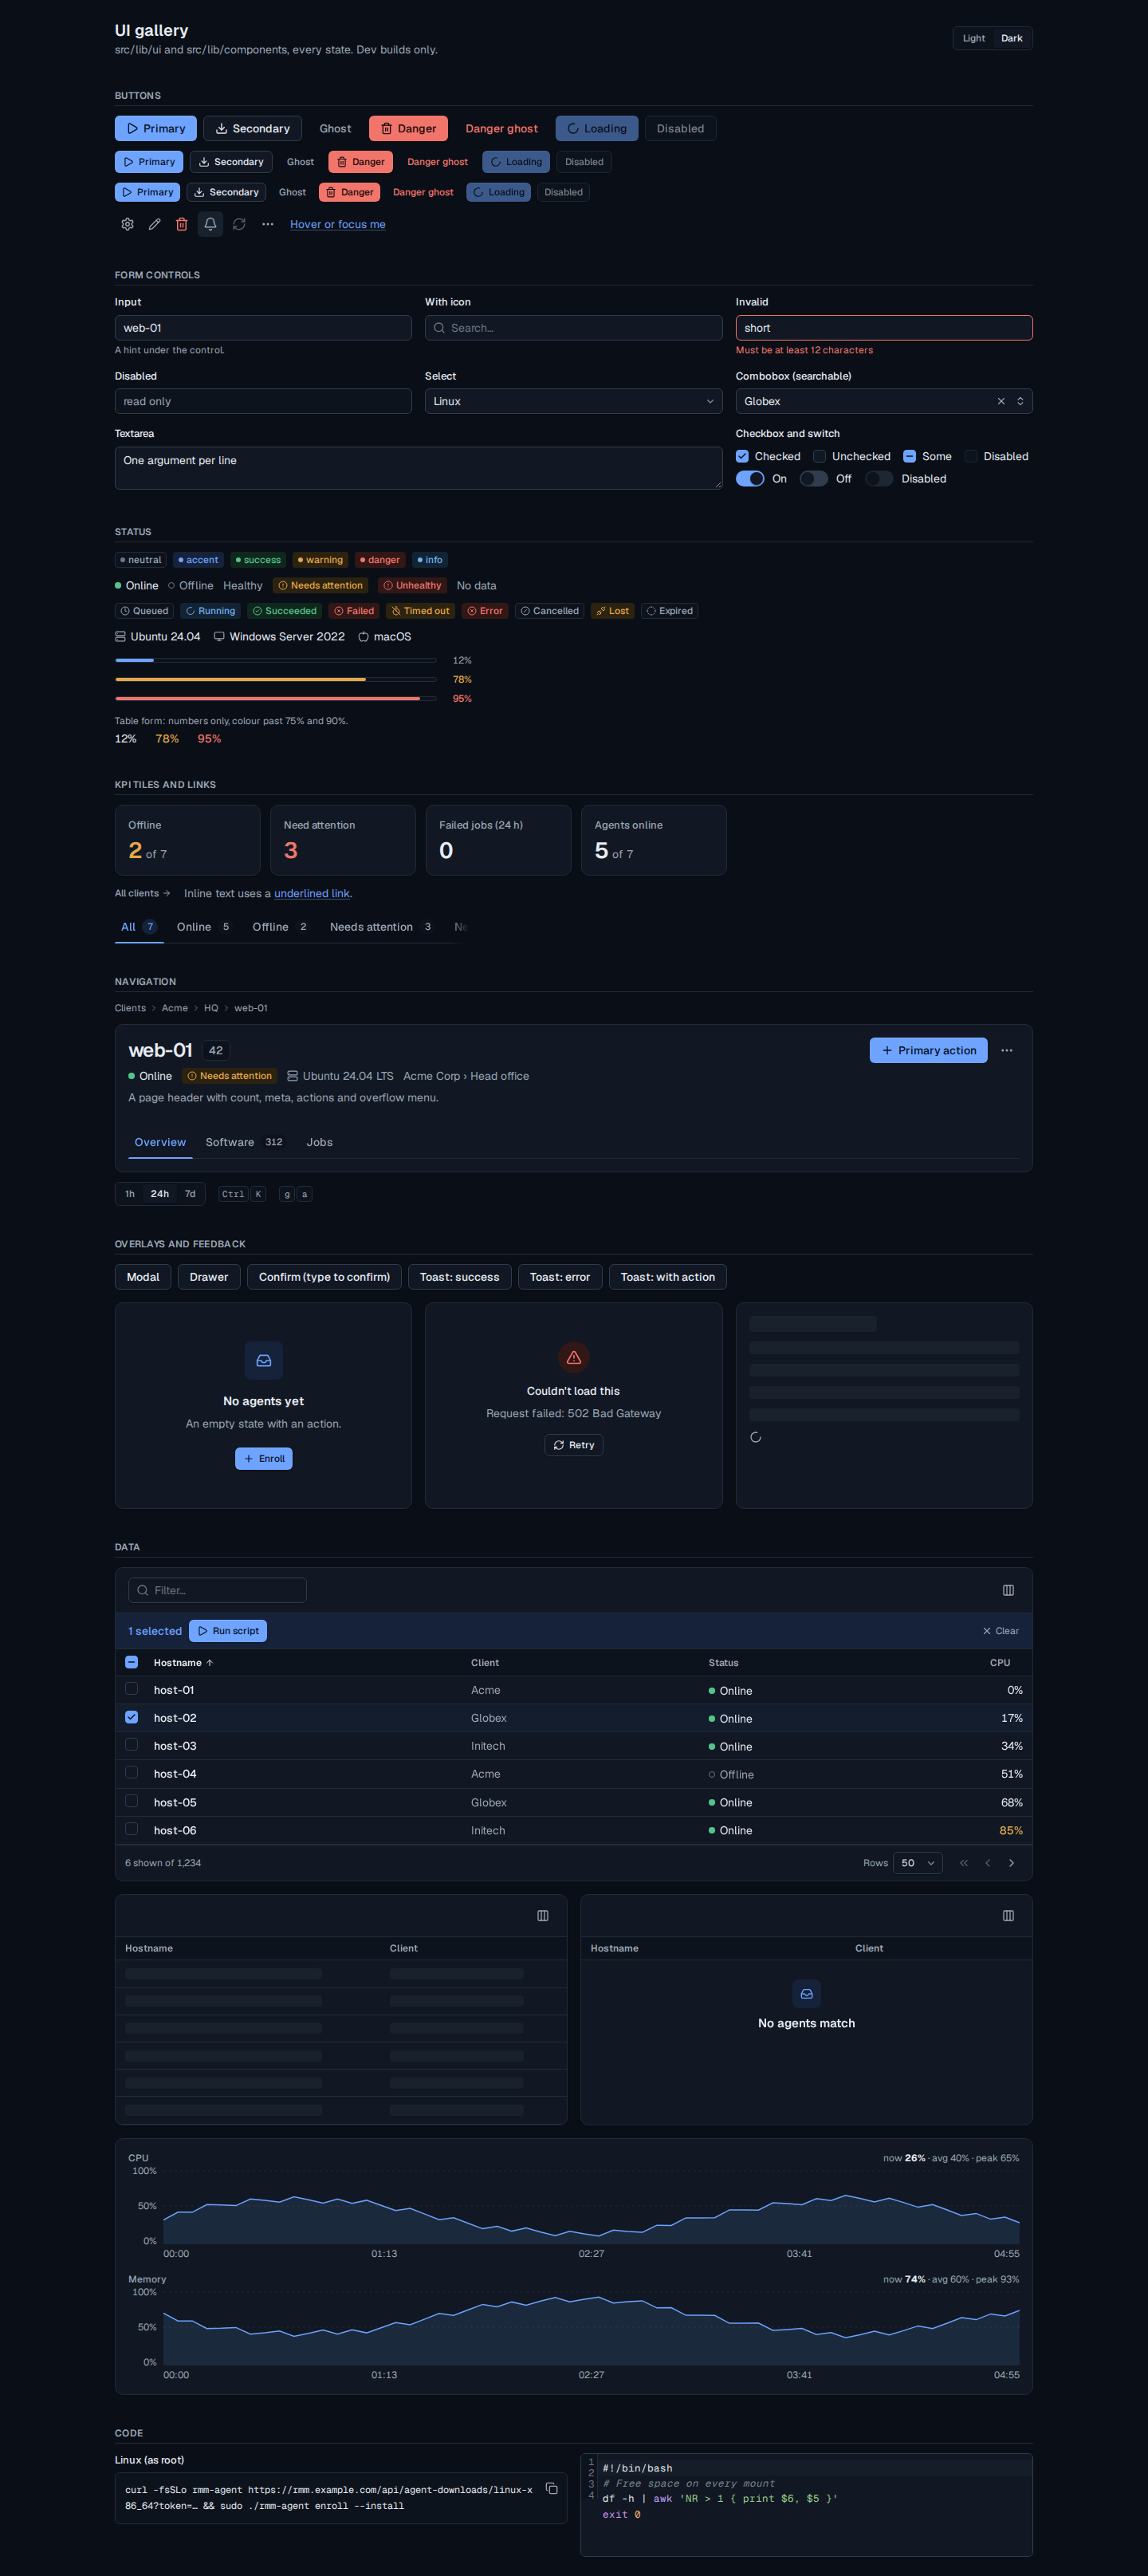 UI gallery
src/lib/ui and src/lib/components, every state. Dev builds only.
Light Dark
BUTTONS
Primary Secondary Ghost Danger Danger ghost Loading Disabled
Primary Secondary Ghost Danger Danger ghost Loading Disabled
Primary Secondary Ghost Danger Danger ghost Loading Disabled
Hover or focus me
FORM CONTROLS
Input With icon Invalid
web-01 Search… short
A hint under the control. Must be at least 12 characters
Disabled Select Combobox (searchable)
read only Linux Globex
Textarea Checkbox and switch
One argument per line Checked Unchecked Some Disabled
On Off Disabled
STATUS
neutral accent success warning danger info
Online Offline Healthy Needs attention Unhealthy No data
Queued Running Succeeded Failed Timed out Error Cancelled Lost Expired
Ubuntu 24.04 Windows Server 2022 macOS
12%
78%
95%
Table form: numbers only, colour past 75% and 90%.
12% 78% 95%
KPI TILES AND LINKS
Offline Need attention Failed jobs (24 h) Agents online
2 of 7 3 0 5 of 7
All clients → Inline text uses a underlined link.
All 7 Online 5 Offline 2 Needs attention 3 Ne
NAVIGATION
Clients › Acme › HQ › web-01
web-01 42 Primary action
Online Needs attention Ubuntu 24.04 LTS Acme Corp › Head office
A page header with count, meta, actions and overflow menu.
Overview Software 312 Jobs
1h 24h 7d Ctrl K g a
OVERLAYS AND FEEDBACK
Modal Drawer Confirm (type to confirm) Toast: success Toast: error Toast: with action
No agents yet
An empty state with an action.
Enroll
Couldn't load this
Request failed: 502 Bad Gateway
Retry
DATA
Filter…
1 selected Run script Clear
Hostname ↑ Client Status CPU
host-01 Acme Online 0%
host-02 Globex Online 17%
host-03 Initech Online 34%
host-04 Acme Offline 51%
host-05 Globex Online 68%
host-06 Initech Online 85%
6 shown of 1,234 Rows 50
Hostname Client
Hostname Client
No agents match
CPU now 26% · avg 40% · peak 65%
100%
50%
0%
00:00 01:13 02:27 03:41 04:55
Memory now 74% · avg 60% · peak 93%
100%
50%
0%
00:00 01:13 02:27 03:41 04:55
CODE
Linux (as root)
curl -fsSLo rmm-agent https://rmm.example.com/api/agent-downloads/linux-x
86_64?token=… && sudo ./rmm-agent enroll --install
1 #!/bin/bash
2 # Free space on every mount
3 df -h | awk 'NR > 1 { print $6, $5 }'
4 exit 0